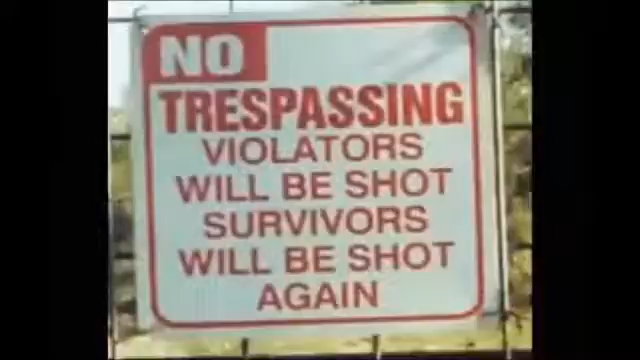 NO
TRESPASSING
VIOLATORS
WILL BE SHOT
SURVIVORS
WILL BE SHOT
AGAIN